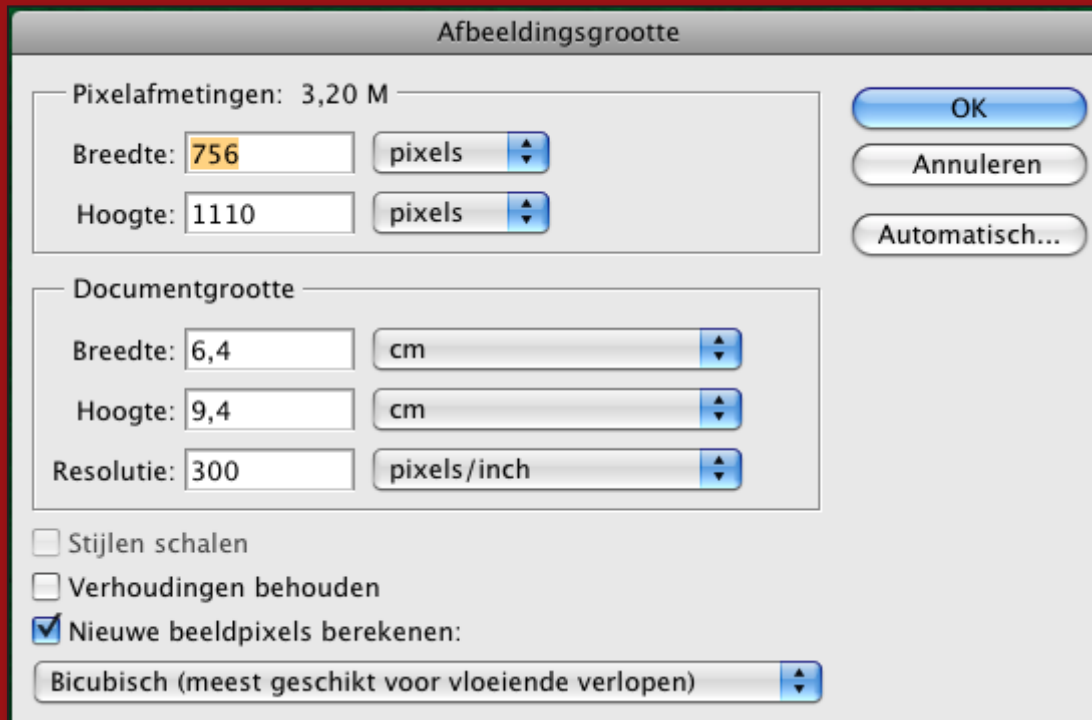 Afbeeldingsgrootte
Pixelafmetingen: 3,20 M
Breedte: 756 pixels
Hoogte: 1110 pixels
OK
Annuleren
Automatisch...
Documentgrootte
Breedte: 6,4 cm
Hoogte: 9,4 cm
Resolutie: 300 pixels/inch
Stijlen schalen
Verhoudingen behouden
Nieuwe beeldpixels berekenen:
Bicubisch (meest geschikt voor vloeiende verlopen)